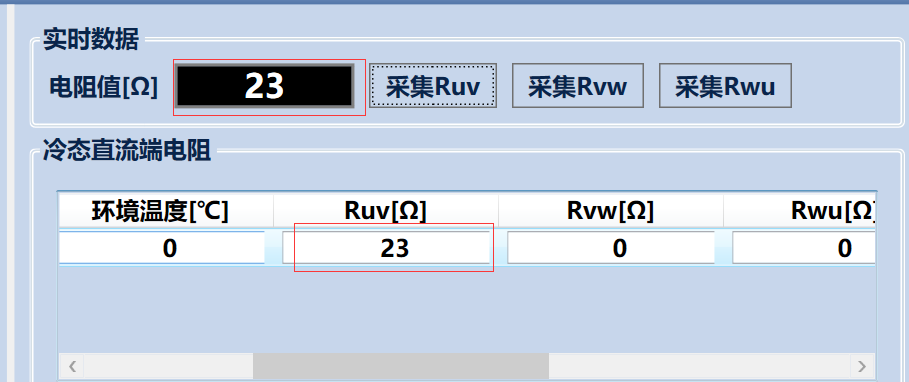 实时数据
电阻值[Ω] 23 采集Ruv 采集Rvw 采集Rwu
冷态直流端电阻
环境温度[℃] Ruv[Ω] Rvw[Ω] Rwu[Ω]
0 23 0 0